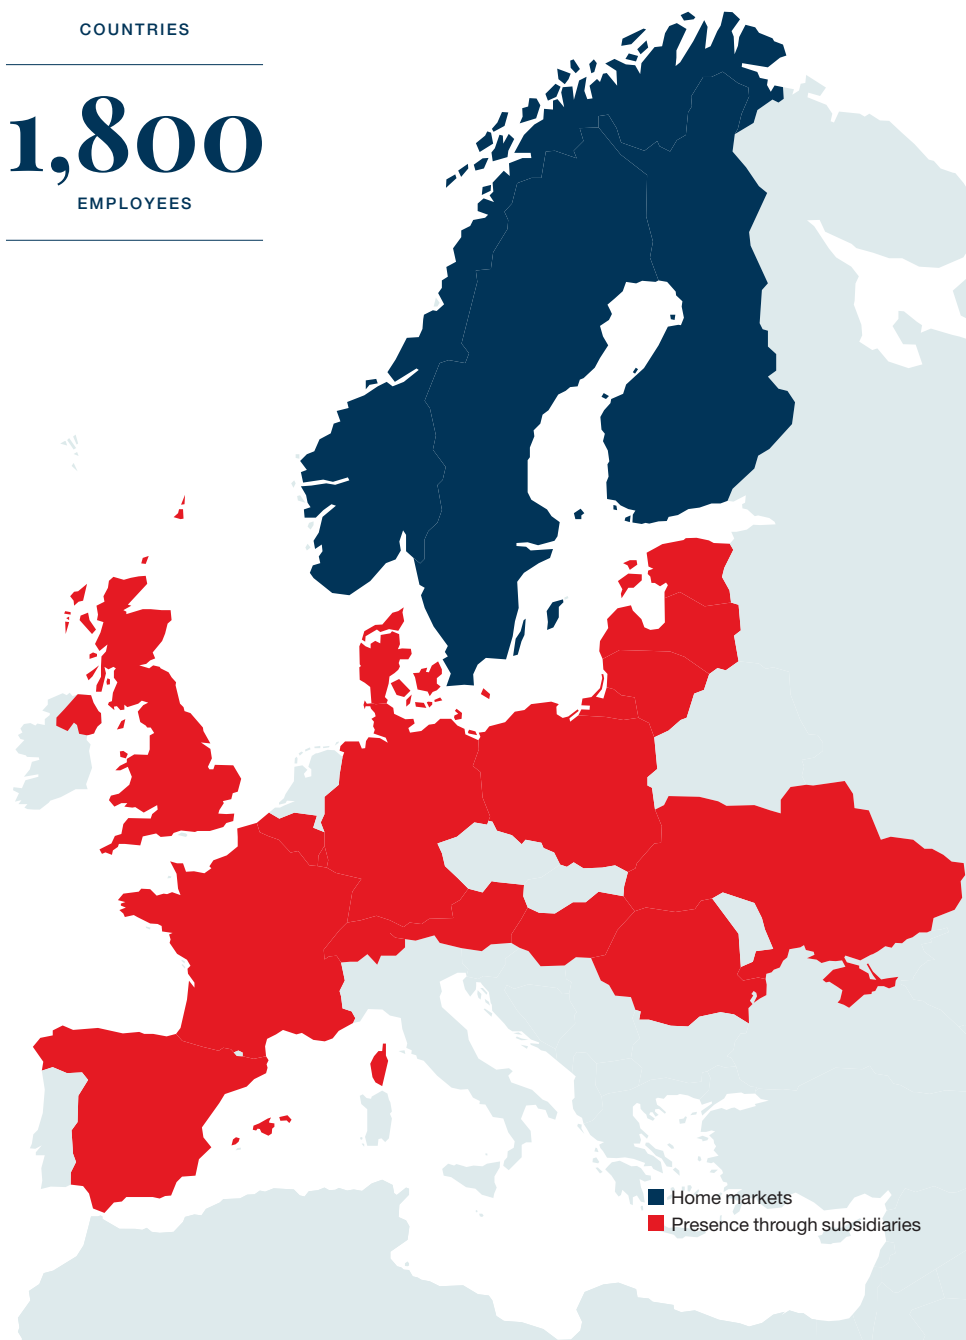 COUNTRIES
1,800
EMPLOYEES
Home markets
Presence through subsidiaries